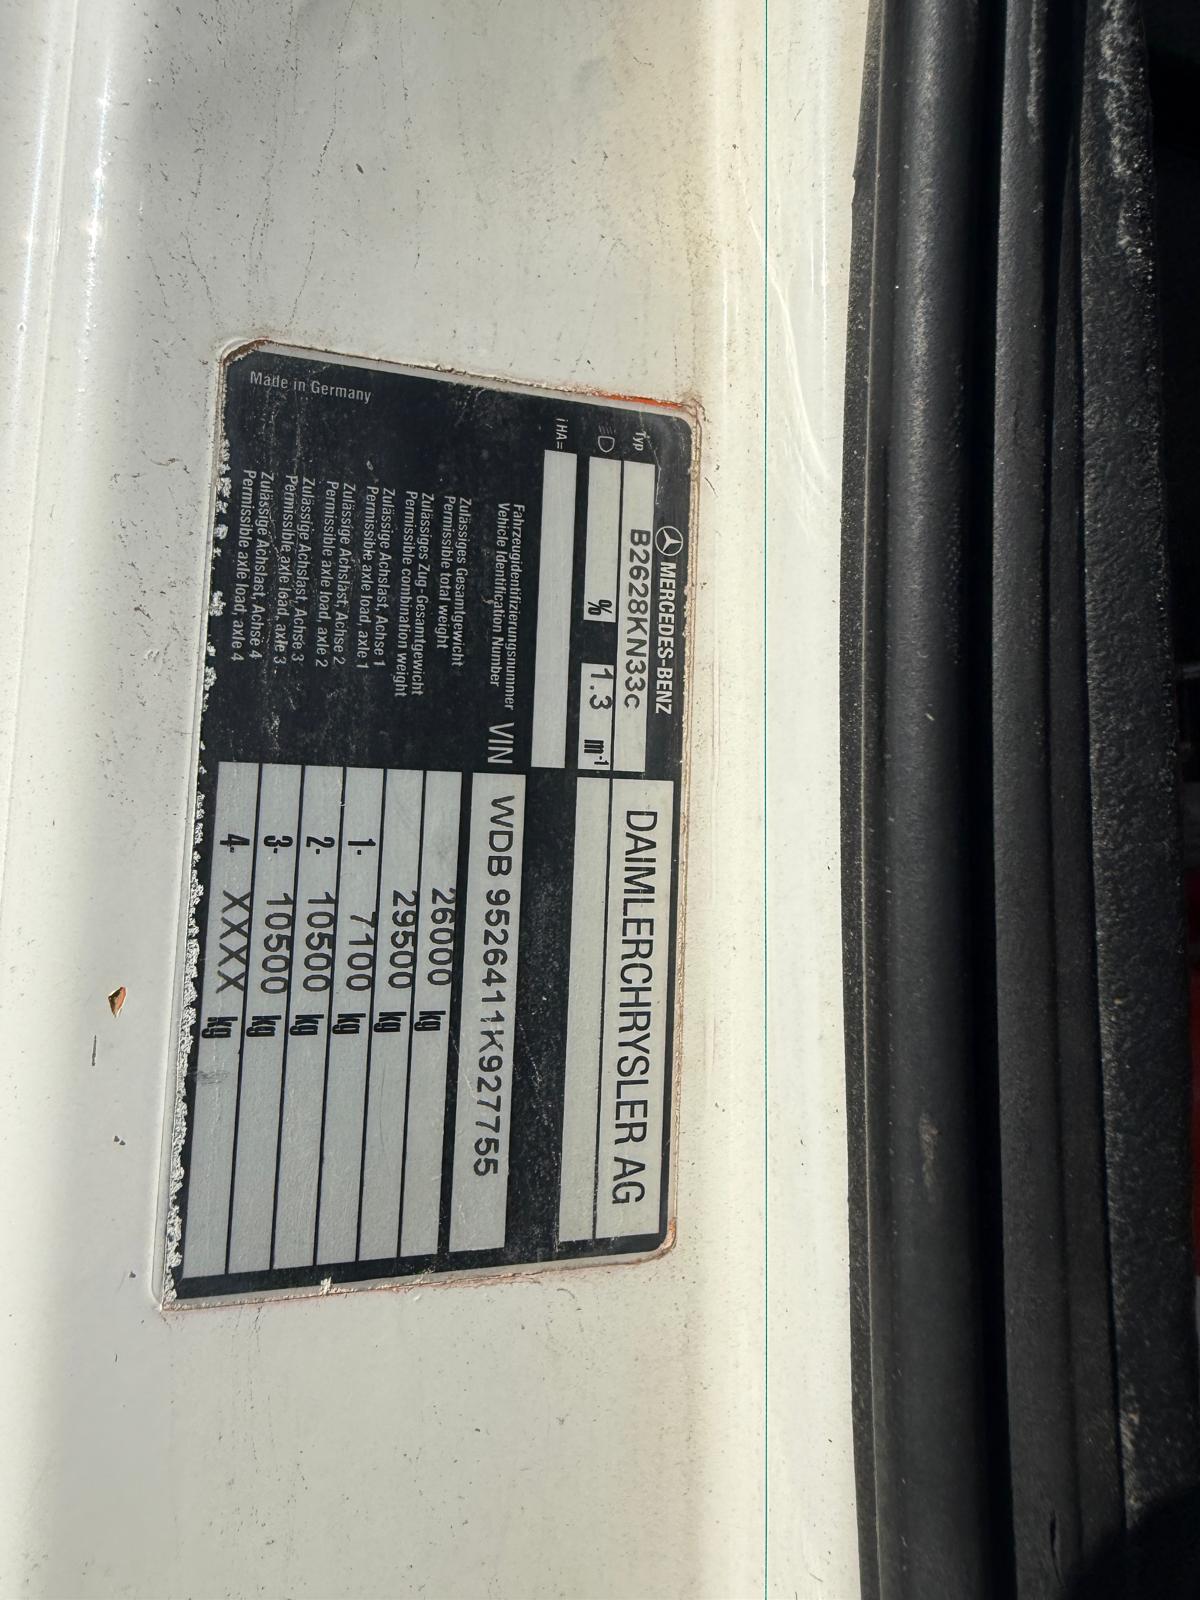 MERCEDES-BENZ
DAIMLERCHRYSLER AG
Typ B2628KN33c
% 1.3 m-1
i HA=
Fahrzeugidentifizierungsnummer
Vehicle Identification Number VIN WDB9526411K927755
Zulässiges Gesamtgewicht
Permissible total weight 26000 kg
Zulässiges Zug-Gesamtgewicht
Permissible combination weight 29500 kg
Zulässige Achslast, Achse 1
Permissible axle load, axle 1 1- 7100 kg
Zulässige Achslast, Achse 2
Permissible axle load, axle 2 2- 10500 kg
Zulässige Achslast, Achse 3
Permissible axle load, axle 3 3- 10500 kg
Zulässige Achslast, Achse 4
Permissible axle load, axle 4 4- XXXX kg
Made in Germany